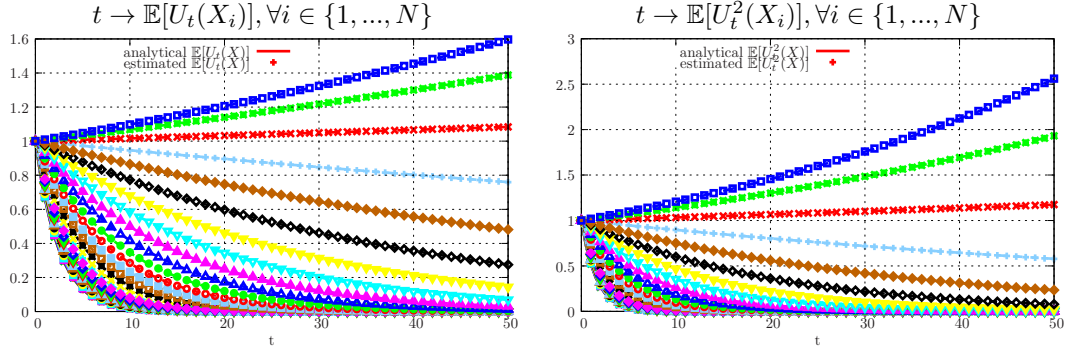 t → 𝔼[U_t(X_i)], ∀i ∈ {1, ..., N}
1.6
1.4
1.2
1
0.8
0.6
0.4
0.2
0
0 10 20 30 40 50
t
analytical 𝔼[U_t(X)]
estimated 𝔼[U_t(X)]
t → 𝔼[U_t^2(X_i)], ∀i ∈ {1, ..., N}
3
2.5
2
1.5
1
0.5
0
0 10 20 30 40 50
t
analytical 𝔼[U_t^2(X)]
estimated 𝔼[U_t^2(X)]